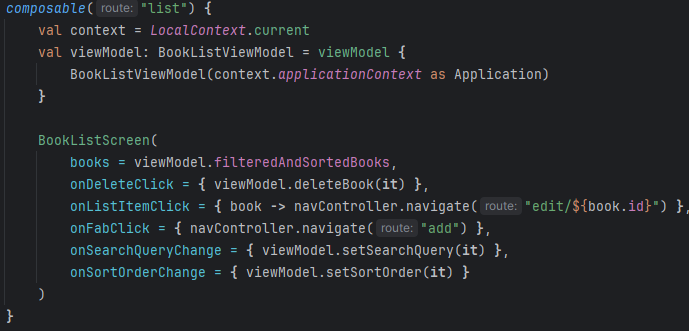 composable( route: "list") {
    val context = LocalContext.current
    val viewModel: BookListViewModel = viewModel {
        BookListViewModel(context.applicationContext as Application)
    }

    BookListScreen(
        books = viewModel.filteredAndSortedBooks,
        onDeleteClick = { viewModel.deleteBook(it) },
        onListItemClick = { book -> navController.navigate( route: "edit/${book.id}") },
        onFabClick = { navController.navigate( route: "add") },
        onSearchQueryChange = { viewModel.setSearchQuery(it) },
        onSortOrderChange = { viewModel.setSortOrder(it) }
    )
}